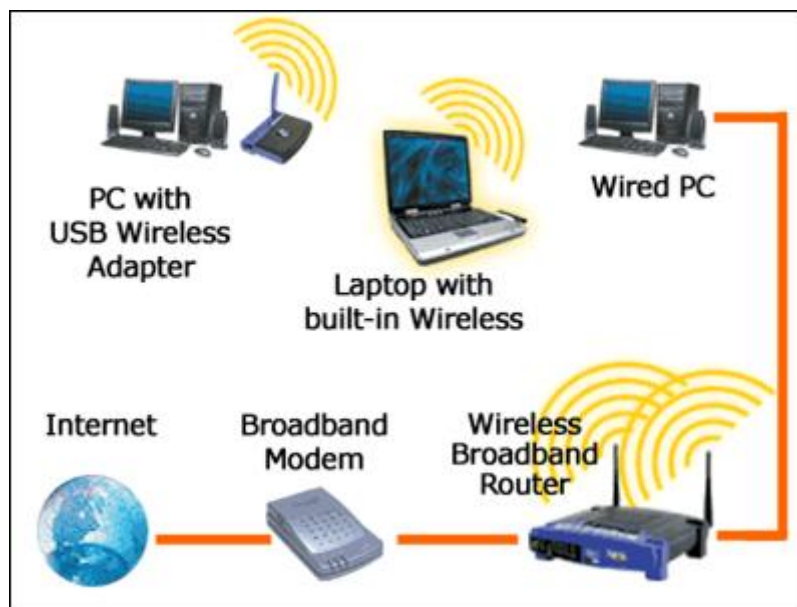 PC with
USB Wireless
Adapter
Laptop with
built-in Wireless
Wired PC
Internet
Broadband
Modem
Wireless
Broadband
Router